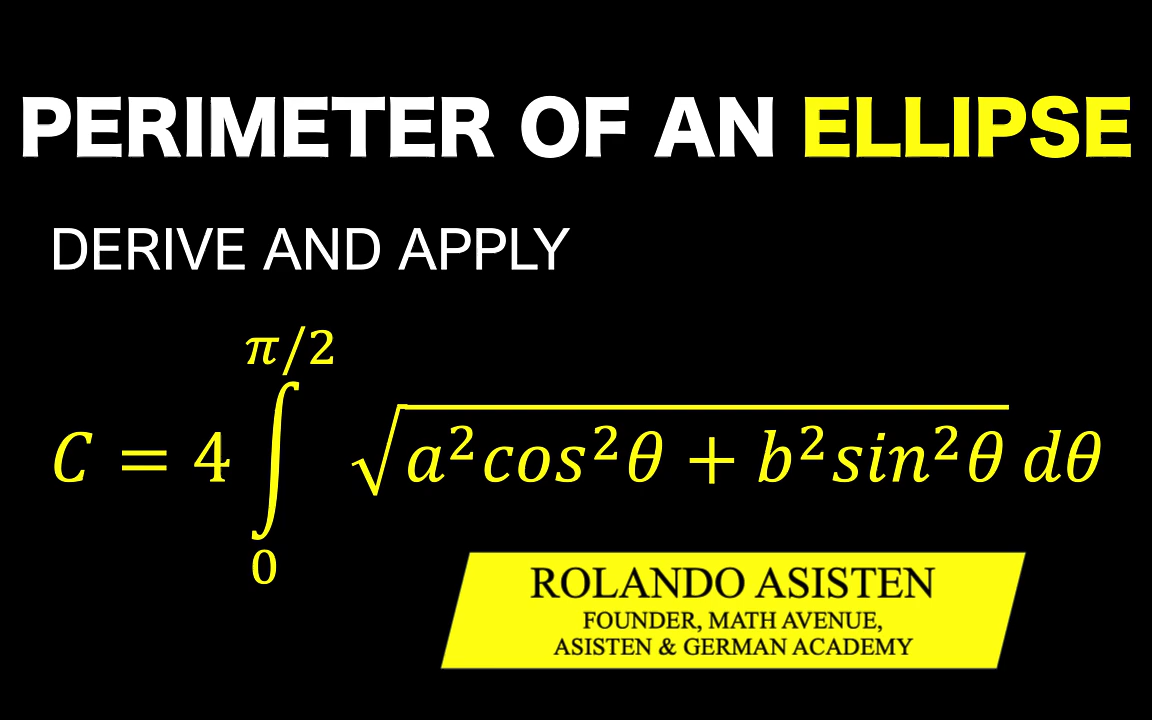 PERIMETER OF AN ELLIPSE
DERIVE AND APPLY
π/2
C = 4 ∫ √a²cos²θ + b²sin²θ dθ
0
ROLANDO ASISTEN
FOUNDER, MATH AVENUE,
ASISTEN & GERMAN ACADEMY